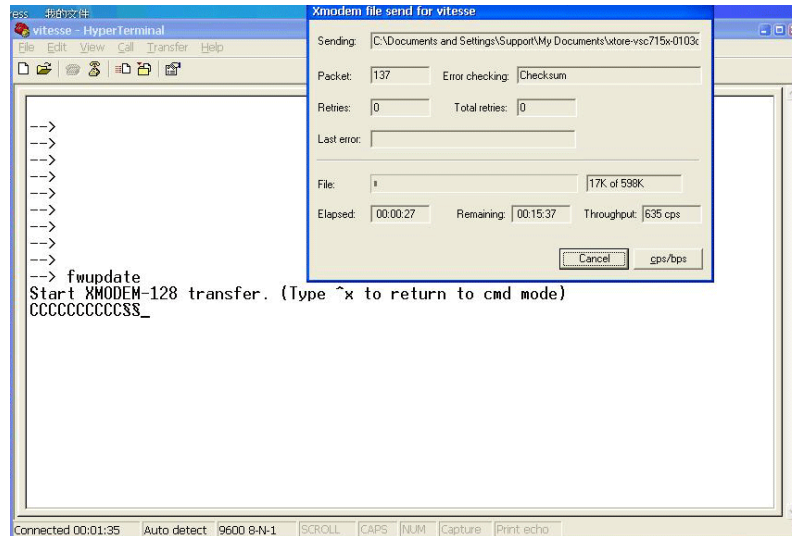 ess 我的文件
vitesse - HyperTerminal
File Edit View Call Transfer Help
-->
-->
-->
-->
-->
-->
-->
-->
-->
--> fwupdate
Start XMODEM-128 transfer. (Type ^x to return to cmd mode)
CCCCCCCCCC§§_
Xmodem file send for vitesse
Sending: C:\Documents and Settings\Support\My Documents\xtore-vsc715x-0103c
Packet: 137 Error checking: Checksum
Retries: 0 Total retries: 0
Last error:
File: 17K of 598K
Elapsed: 00:00:27 Remaining: 00:15:37 Throughput: 635 cps
Cancel cps/bps
Connected 00:01:35 Auto detect 9600 8-N-1 SCROLL CAPS NUM Capture Print echo